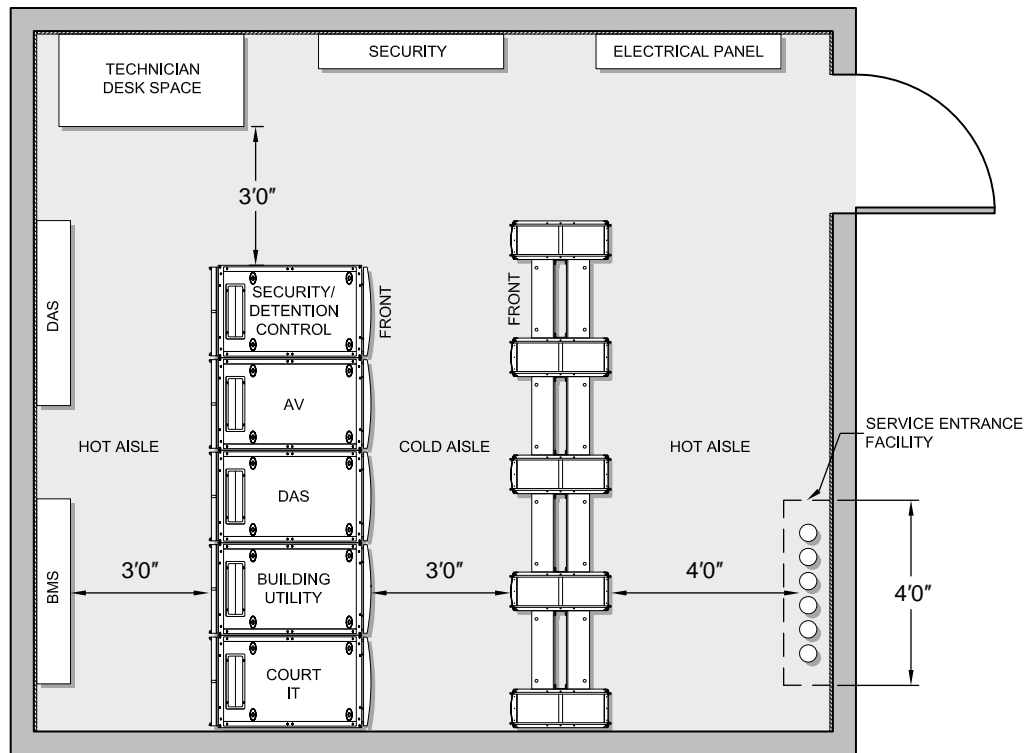 TECHNICIAN
DESK SPACE
SECURITY
ELECTRICAL PANEL
3'0"
DAS
SECURITY/
DETENTION
CONTROL
FRONT
FRONT
AV
HOT AISLE
COLD AISLE
HOT AISLE
SERVICE ENTRANCE
FACILITY
DAS
BMS
3'0"
BUILDING
UTILITY
3'0"
4'0"
4'0"
COURT
IT